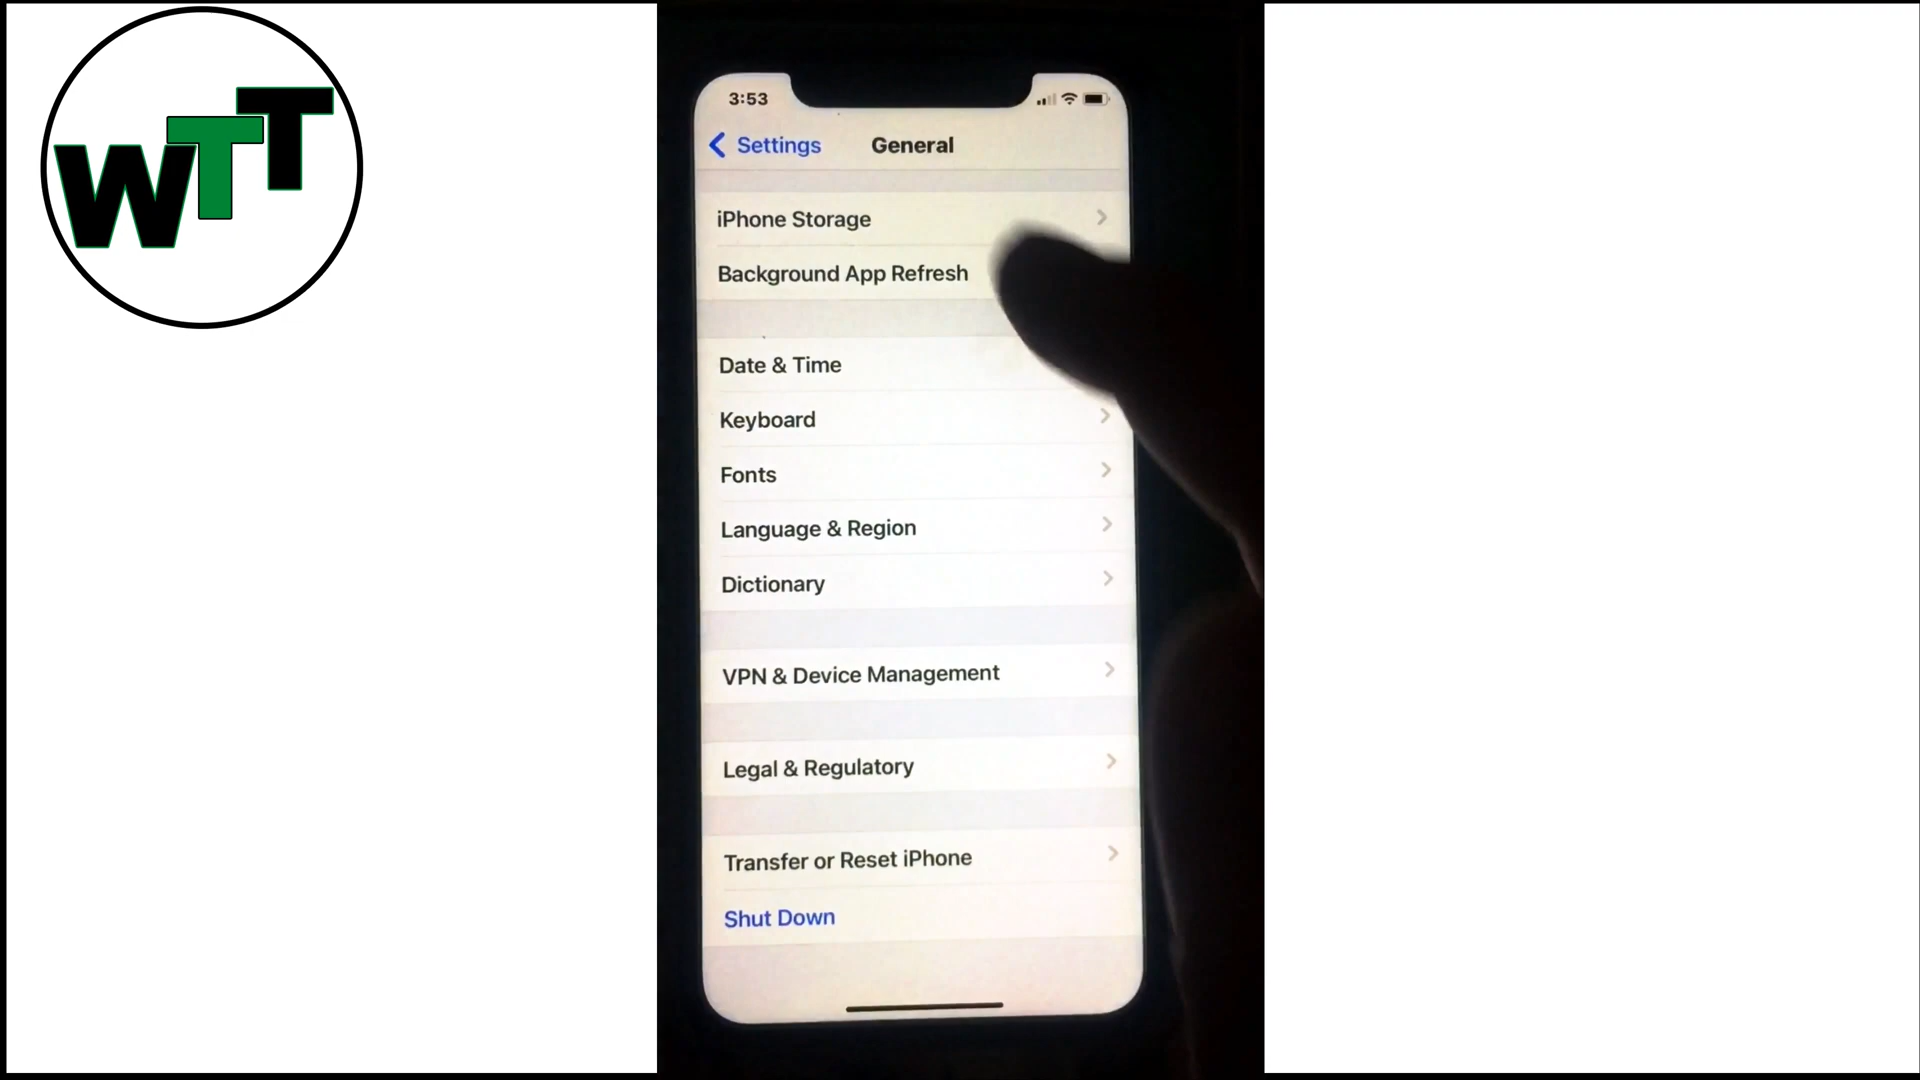 WTT
3:53
Settings General
iPhone Storage
Background App Refresh
Date & Time
Keyboard
Fonts
Language & Region
Dictionary
VPN & Device Management
Legal & Regulatory
Transfer or Reset iPhone
Shut Down